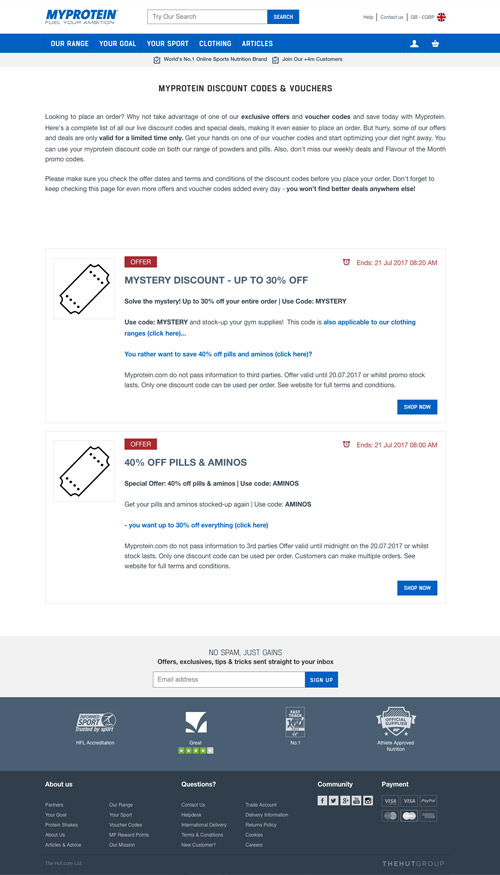 MYPROTEIN
FUEL YOUR AMBITION
Try Our Search
SEARCH
Help
Contact us
GB - £GBP
OUR RANGE
YOUR GOAL
YOUR SPORT
CLOTHING
ARTICLES
World's No.1 Online Sports Nutrition Brand
Join Our +4m Customers
MYPROTEIN DISCOUNT CODES & VOUCHERS
Looking to place an order? Why not take advantage of one of our exclusive offers and voucher codes and save today with Myprotein.
Here's a complete list of all our live discount codes and special deals, making it even easier to place an order. But hurry, some of our offers
and deals are only valid for a limited time only. Get your hands on one of our voucher codes and start optimizing your diet right away. You
can use your myprotein discount code on both our range of powders and pills. Also, don't miss our weekly deals and Flavour of the Month
promo codes.
Please make sure you check the offer dates and terms and conditions of the discount codes before you place your order. Don't forget to
keep checking this page for even more offers and voucher codes added every day - you won't find better deals anywhere else!
OFFER
Ends: 21 Jul 2017 08:20 AM
MYSTERY DISCOUNT - UP TO 30% OFF
Solve the mystery! Up to 30% off your entire order | Use Code: MYSTERY
Use code: MYSTERY and stock-up your gym supplies! This code is also applicable to our clothing
ranges (click here)...
You rather want to save 40% off pills and aminos (click here)?
Myprotein.com do not pass information to third parties. Offer valid until 20.07.2017 or whilst promo stock
lasts. Only one discount code can be used per order. See website for full terms and conditions.
SHOP NOW
OFFER
Ends: 21 Jul 2017 08:00 AM
40% OFF PILLS & AMINOS
Special Offer: 40% off pills & aminos | Use code: AMINOS
Get your pills and aminos stocked-up again | Use code: AMINOS
- you want up to 30% off everything (click here)
Myprotein.com do not pass information to 3rd parties Offer valid until midnight on the 20.07.2017 or whilst
stock lasts. Only one discount code can be used per order. Customers can make multiple orders. See
website for full terms and conditions.
SHOP NOW
NO SPAM, JUST GAINS
Offers, exclusives, tips & tricks sent straight to your inbox
Email address
SIGN UP
INFORMED
SPORT
Trusted by sport
HFL Accreditation
Great
FAST
TRACK
No.1
OFFICIAL
SUPPLIER
Athlete Approved
Nutrition
About us
Questions?
Community
Payment
Partners
Our Range
Contact Us
Trade Account
Your Goal
Your Sport
Helpdesk
Delivery Information
Protein Shakes
Voucher Codes
International Delivery
Returns Policy
About Us
MP Reward Points
Terms & Conditions
Cookies
Articles & Advice
Our Mission
New Customer?
Careers
VISA
VISA
PayPal
VISA
The Hut.com Ltd.
THEHUTGROUP